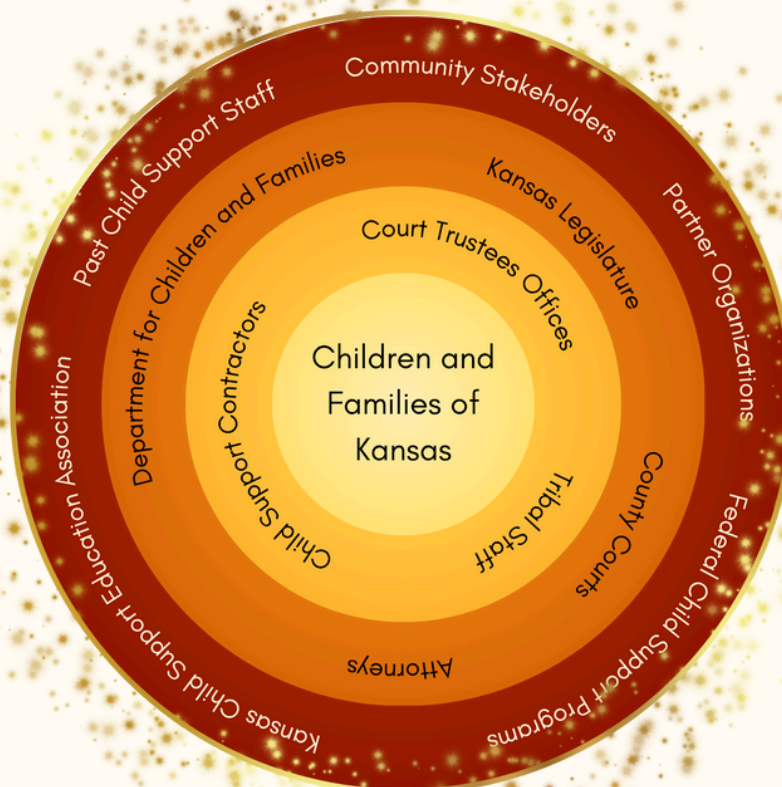 Community Stakeholders
Partner Organizations
Federal Child Support Programs
Kansas Child Support Education Association
Past Child Support Staff
Department for Children and Families
Kansas Legislature
County Courts
Attorneys
Court Trustees Offices
Tribal Staff
Child Support Contractors
Children and
Families of
Kansas